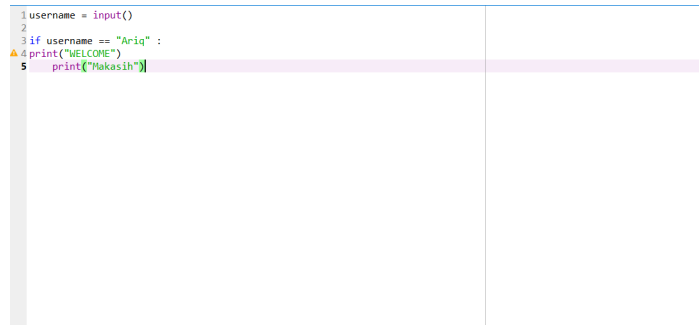 1 username = input()
2
3 if username == "Ariq" :
4 print("WELCOME")
5     print("Makasih")